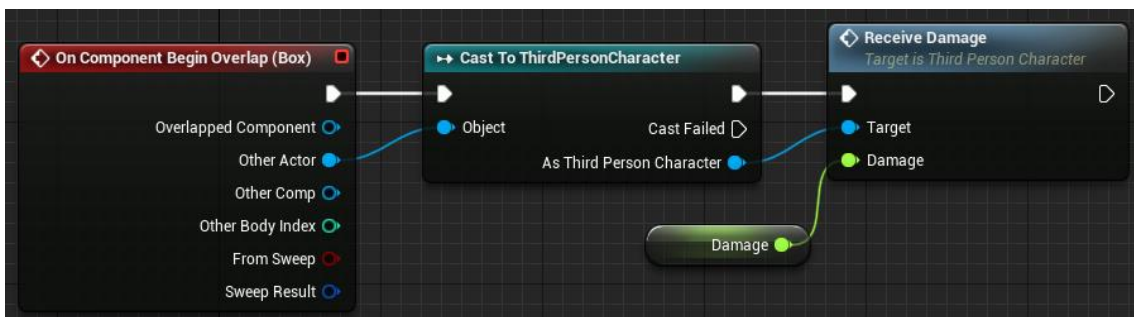 On Component Begin Overlap (Box)
Overlapped Component
Other Actor
Other Comp
Other Body Index
From Sweep
Sweep Result
Cast To ThirdPersonCharacter
Object
Cast Failed
As Third Person Character
Damage
Receive Damage
Target is Third Person Character
Target
Damage